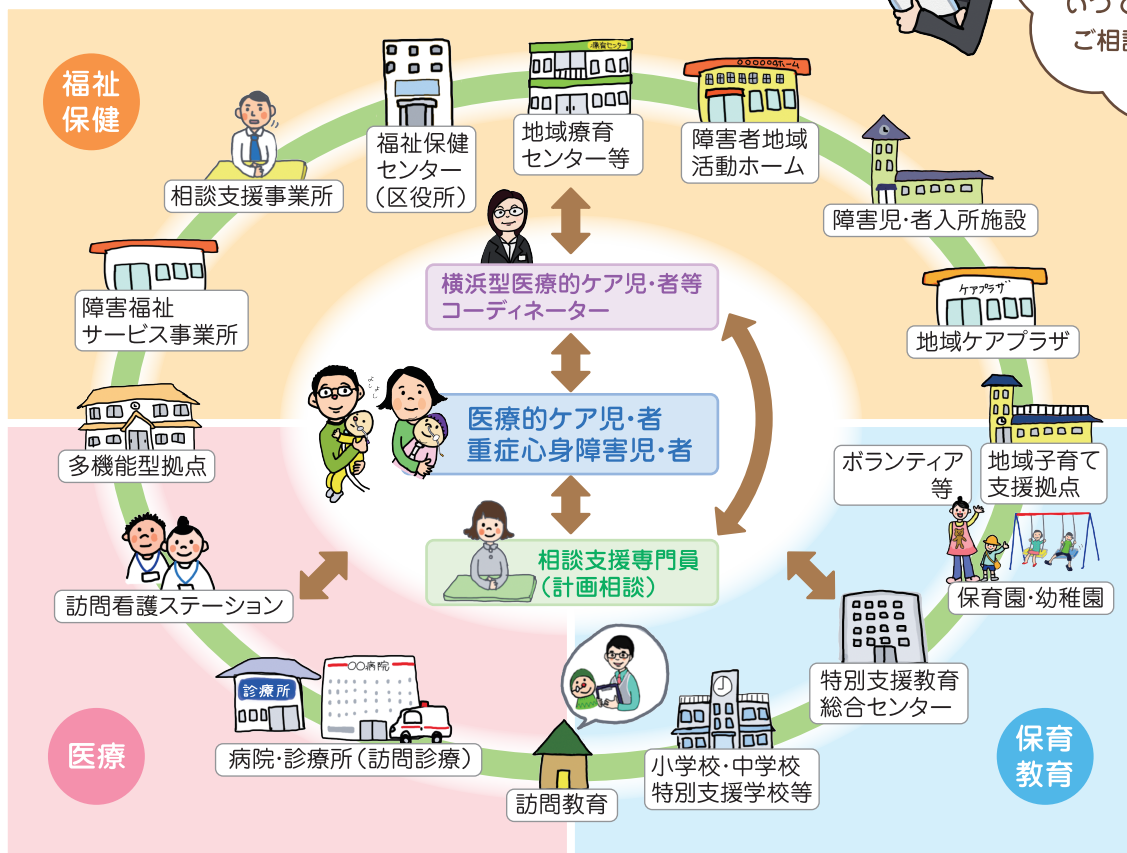 いつで
ご相談
福祉
保健
福祉保健
センター
(区役所)
療育センター
地域療育
センター等
○○○○○ホーム
障害者地域
活動ホーム
相談支援事業所
障害児・者入所施設
障害福祉
サービス事業所
ケアプラザ
地域ケアプラザ
横浜型医療的ケア児・者等
コーディネーター
よしよし
医療的ケア児・者
重症心身障害児・者
多機能型拠点
ボランティア
等
地域子育て
支援拠点
相談支援専門員
(計画相談)
訪問看護ステーション
保育園・幼稚園
診療所
〇〇病院
病院・診療所(訪問診療)
特別支援教育
総合センター
小学校・中学校
特別支援学校等
訪問教育
医療
保育
教育